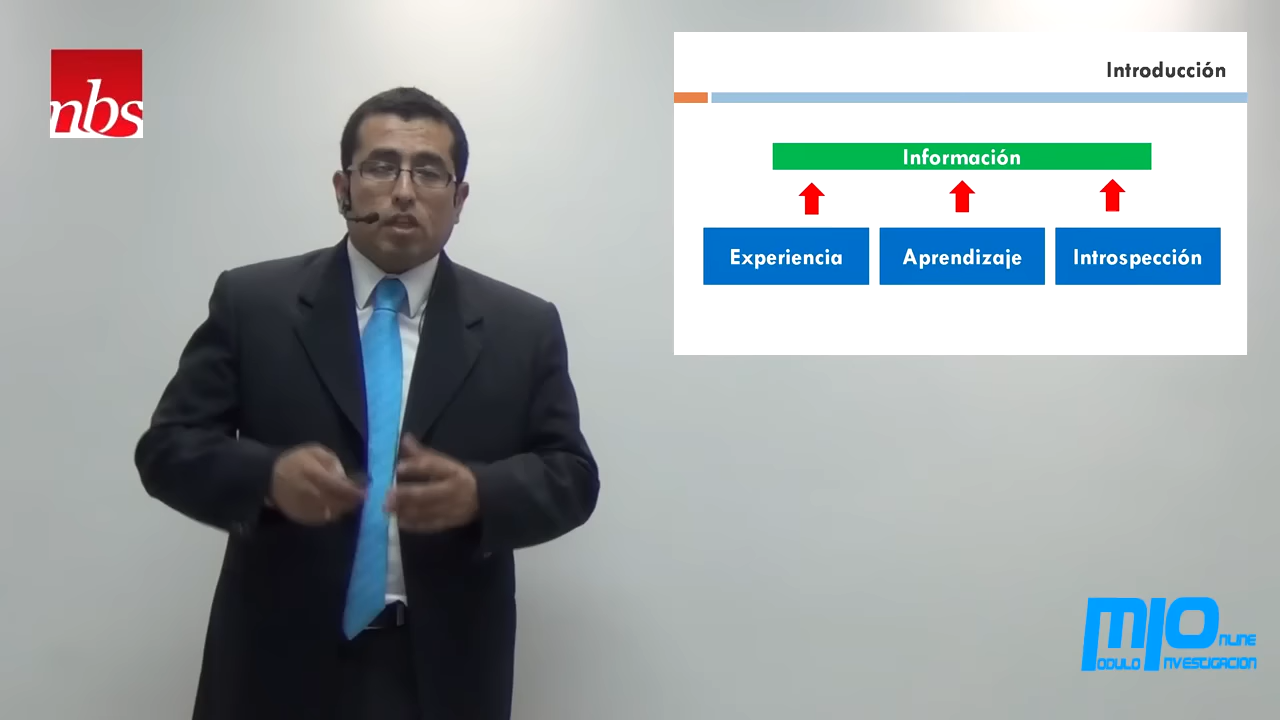 nbs
Introducción
Información
Experiencia
Aprendizaje
Introspección
MIO
NLINE
ODULO NVESTIGACION